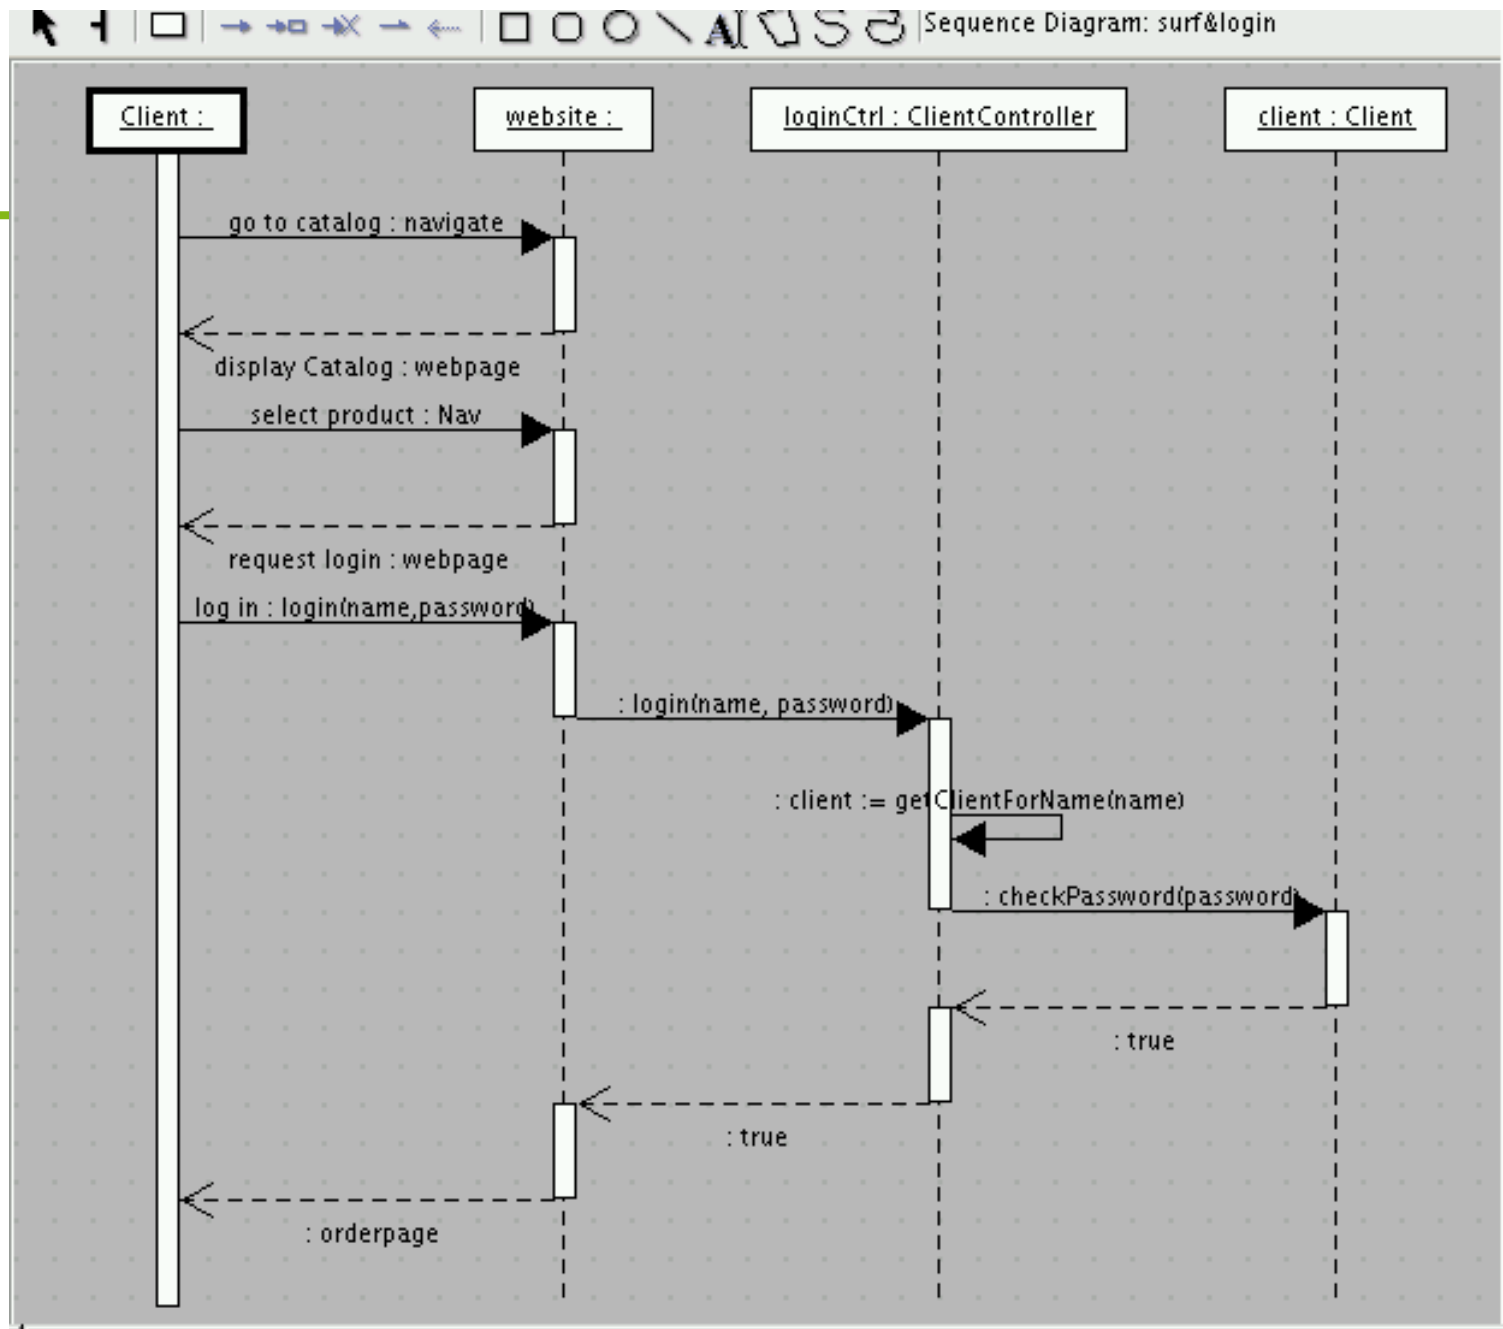 Sequence Diagram: surf&login
Client :
website :
loginCtrl : ClientController
client : Client
go to catalog : navigate
display Catalog : webpage
select product : Nav
request login : webpage
log in : login(name,password)
: login(name, password)
: client := getClientForName(name)
: checkPassword(password)
: true
: true
: orderpage